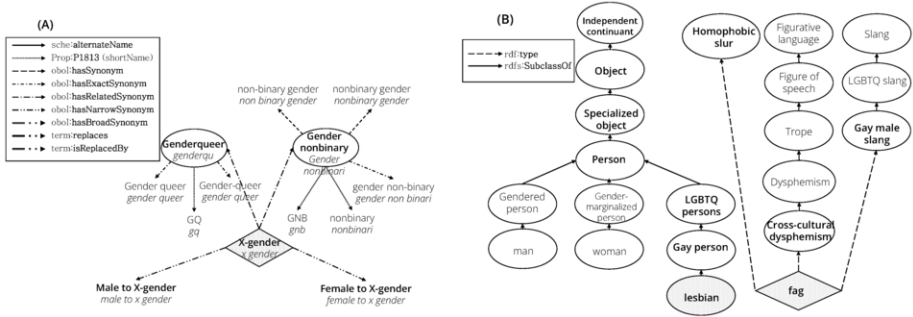 (A)
sche:alternateName
Prop:P1813 (shortName)
obol:hasSynonym
obol:hasExactSynonym
obol:hasRelatedSynonym
obol:hasNarrowSynonym
obol:hasBroadSynonym
term:replaces
term:isReplacedBy
non-binary gender
non binary gender
nonbinary gender
nonbinary gender
Genderqueer
genderqu
Gender
nonbinary
Gender
nonbinari
Gender queer
gender queer
Gender-queer
gender queer
gender non-binary
gender non binari
GQ
gq
GNB
gnb
nonbinary
nonbinari
X-gender
x gender
Male to X-gender
male to x gender
Female to X-gender
female to x gender
(B)
rdf:type
rdfs:SubclassOf
Independent
continuant
Object
Specialized
object
Person
Gendered
person
Gender-
marginalized
person
LGBTQ
persons
man
woman
Gay person
lesbian
Homophobic
slur
Figurative
language
Slang
Figure of
speech
LGBTQ slang
Trope
Gay male
slang
Dysphemism
Cross-cultural
dysphemism
fag